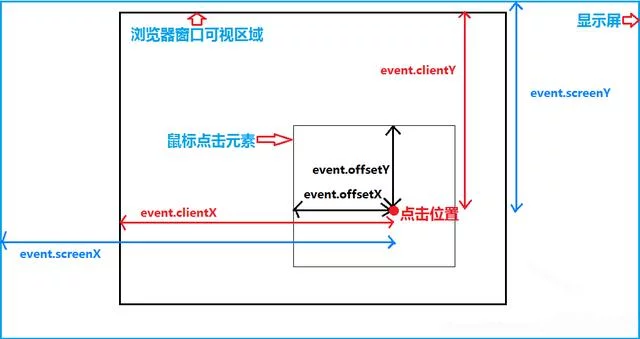 浏览器窗口可视区域
显示屏
event.clientY
event.screenY
鼠标点击元素
event.offsetY
event.offsetX
event.clientX
点击位置
event.screenX